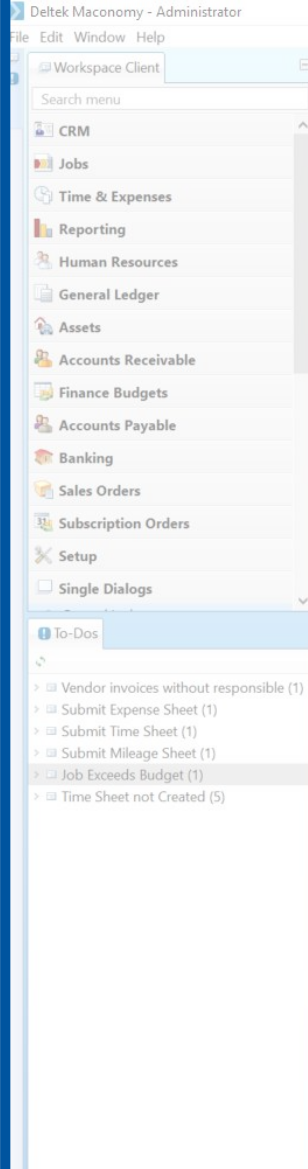 Deltek Maconomy - Administrator
File Edit Window Help
Workspace Client
Search menu
CRM
Jobs
Time & Expenses
Reporting
Human Resources
General Ledger
Assets
Accounts Receivable
Finance Budgets
Accounts Payable
Banking
Sales Orders
Subscription Orders
Setup
Single Dialogs
To-Dos
Vendor invoices without responsible (1)
Submit Expense Sheet (1)
Submit Time Sheet (1)
Submit Mileage Sheet (1)
Job Exceeds Budget (1)
Time Sheet not Created (5)